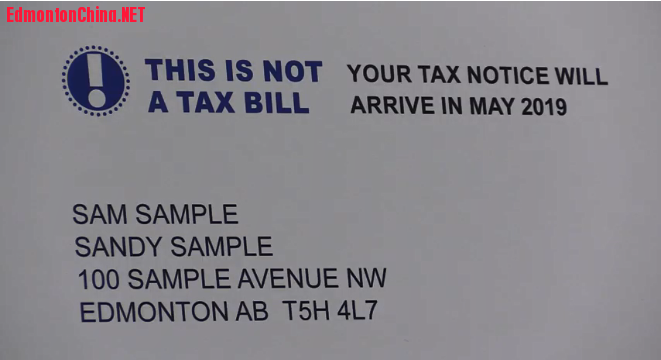 EdmontonChina.NET
THIS IS NOT
A TAX BILL
YOUR TAX NOTICE WILL
ARRIVE IN MAY 2019
SAM SAMPLE
SANDY SAMPLE
100 SAMPLE AVENUE NW
EDMONTON AB T5H 4L7